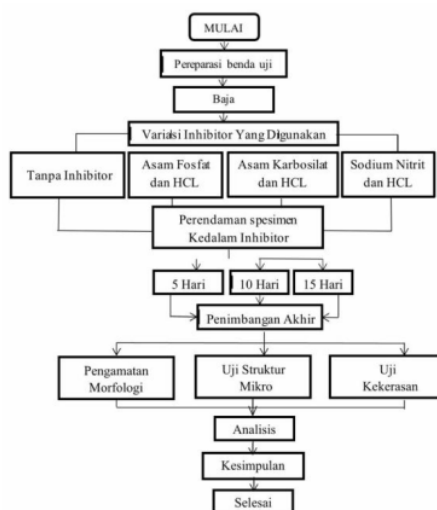 MULAI
Pereparasi benda uji
Baja
Variasi Inhibitor Yang Digunakan
Tanpa Inhibitor
Asam Fosfat
dan HCL
Asam Karbosilat
dan HCL
Sodium Nitrit
dan HCL
Perendaman spesimen
Kedalam Inhibitor
5 Hari
10 Hari
15 Hari
Penimbangan Akhir
Pengamatan
Morfologi
Uji Struktur
Mikro
Uji
Kekerasan
Analisis
Kesimpulan
Selesai